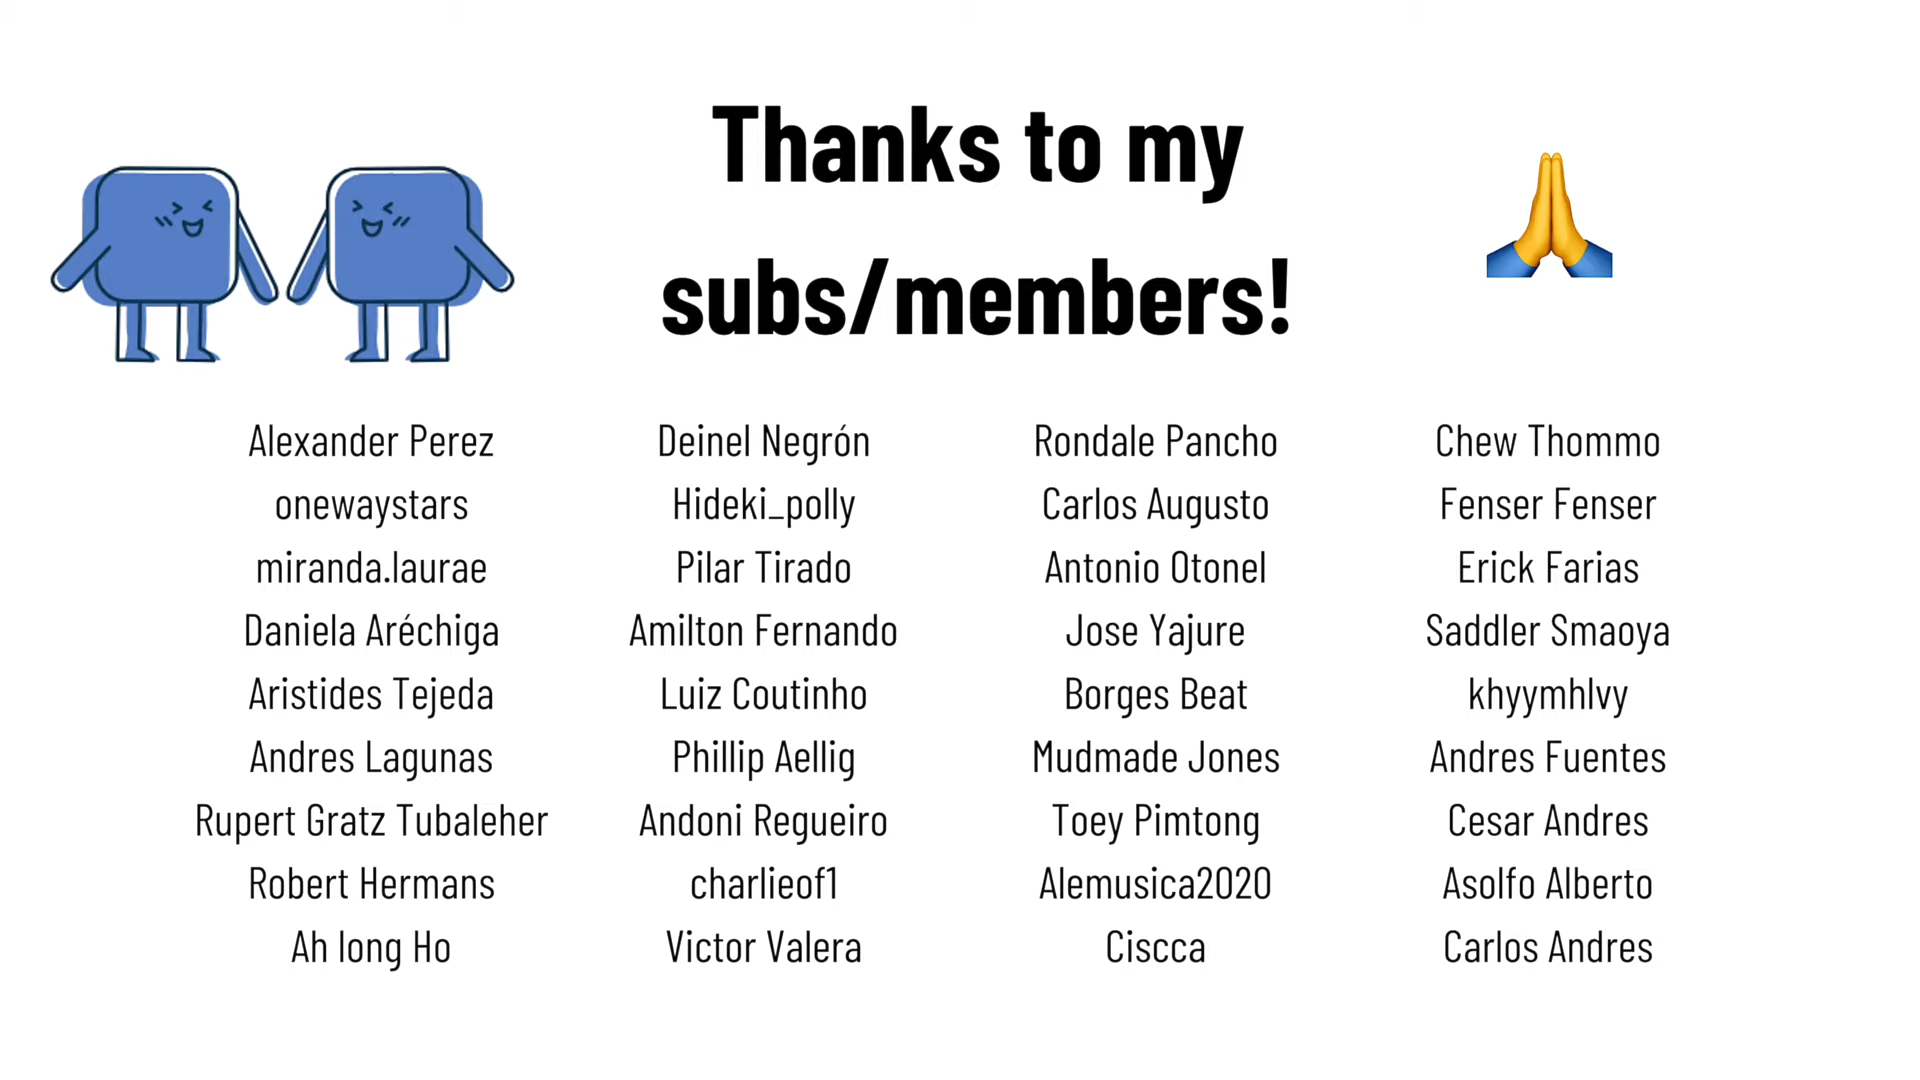 Thanks to my
subs/members!
Alexander Perez
onewaystars
miranda.laurae
Daniela Aréchiga
Aristides Tejeda
Andres Lagunas
Rupert Gratz Tubaleher
Robert Hermans
Ah long Ho
Deinel Negrón
Hideki_polly
Pilar Tirado
Amilton Fernando
Luiz Coutinho
Phillip Aellig
Andoni Regueiro
charlieof1
Victor Valera
Rondale Pancho
Carlos Augusto
Antonio Otonel
Jose Yajure
Borges Beat
Mudmade Jones
Toey Pimtong
Alemusica2020
Ciscca
Chew Thommo
Fenser Fenser
Erick Farias
Saddler Smaoya
khyymhlvy
Andres Fuentes
Cesar Andres
Asolfo Alberto
Carlos Andres